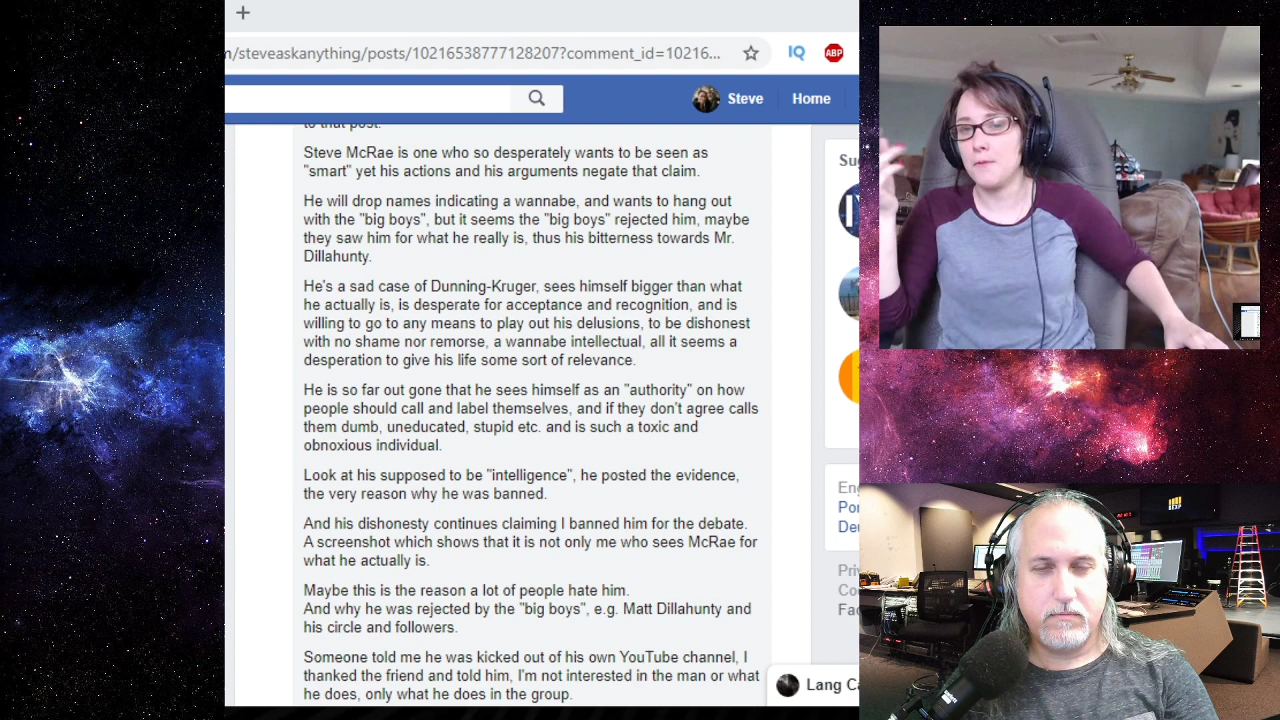 m/steveaskanything/posts/10216538777128207?comment_id=10216...
IQ
ABP
Steve
Home
to that post.
Steve McRae is one who so desperately wants to be seen as
"smart" yet his actions and his arguments negate that claim.
He will drop names indicating a wannabe, and wants to hang out
with the "big boys", but it seems the "big boys" rejected him, maybe
they saw him for what he really is, thus his bitterness towards Mr.
Dillahunty.
He's a sad case of Dunning-Kruger, sees himself bigger than what
he actually is, is desperate for acceptance and recognition, and is
willing to go to any means to play out his delusions, to be dishonest
with no shame nor remorse, a wannabe intellectual, all it seems a
desperation to give his life some sort of relevance.
He is so far out gone that he sees himself as an "authority" on how
people should call and label themselves, and if they don't agree calls
them dumb, uneducated, stupid etc. and is such a toxic and
obnoxious individual.
Look at his supposed to be "intelligence", he posted the evidence,
the very reason why he was banned.
And his dishonesty continues claiming I banned him for the debate.
A screenshot which shows that it is not only me who sees McRae for
what he actually is.
Maybe this is the reason a lot of people hate him.
And why he was rejected by the "big boys", e.g. Matt Dillahunty and
his circle and followers.
Someone told me he was kicked out of his own YouTube channel, I
thanked the friend and told him, I'm not interested in the man or what
he does, only what he does in the group.
Su
Eng
Por
Deu
Priv
Coo
Fac
Lang Ca